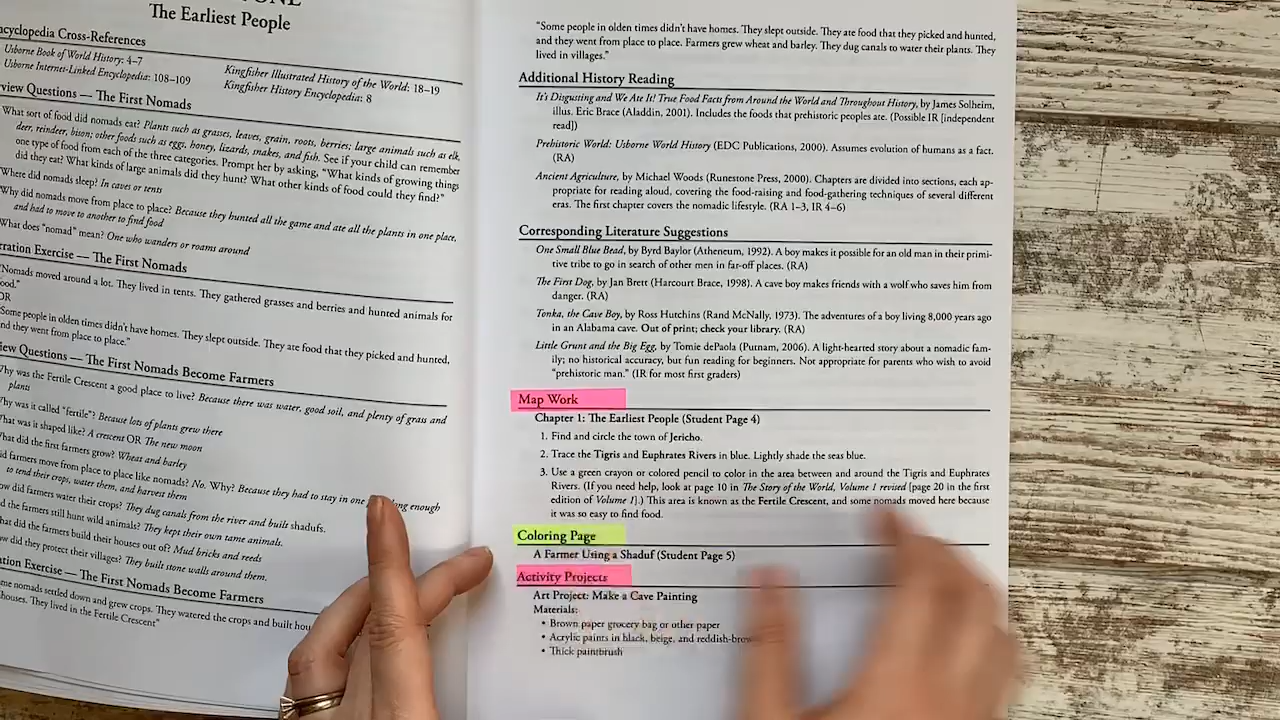 The Earliest People
cyclopedia Cross-References
Usborne Book of World History: 4–7
Usborne Internet-Linked Encyclopedia: 108–109
Kingfisher Illustrated History of the World: 18–19
Kingfisher History Encyclopedia: 8
view Questions — The First Nomads
What sort of food did nomads eat? Plants such as grasses, leaves, grain, roots, berries; large animals such as elk,
deer, reindeer, bison; other foods such as eggs, honey, lizards, snakes, and fish. See if your child can remember
one type of food from each of the three categories. Prompt her by asking, "What kinds of growing things
did they eat? What kinds of large animals did they hunt? What other kinds of food could they find?"
Where did nomads sleep? In caves or tents
Why did nomads move from place to place? Because they hunted all the game and ate all the plants in one place,
and had to move to another to find food
What does "nomad" mean? One who wanders or roams around
ration Exercise — The First Nomads
"Nomads moved around a lot. They lived in tents. They gathered grasses and berries and hunted animals for
food."
OR
"Some people in olden times didn't have homes. They slept outside. They ate food that they picked and hunted,
and they went from place to place."
ew Questions — The First Nomads Become Farmers
Why was the Fertile Crescent a good place to live? Because there was water, good soil, and plenty of grass and
plants
Why was it called "fertile"? Because lots of plants grew there
What was it shaped like? A crescent OR The new moon
What did the first farmers grow? Wheat and barley
id farmers move from place to place like nomads? No. Why? Because they had to stay in one long enough
to tend their crops, water them, and harvest them
ow did farmers water their crops? They dug canals from the river and built shadufs.
d the farmers still hunt wild animals? They kept their own tame animals.
hat did the farmers build their houses out of? Mud bricks and reeds
w did they protect their villages? They built stone walls around them.
ation Exercise — The First Nomads Become Farmers
me nomads settled down and grew crops. They watered the crops and built hou
houses. They lived in the Fertile Crescent"
"Some people in olden times didn't have homes. They slept outside. They ate food that they picked and hunted,
and they went from place to place. Farmers grew wheat and barley. They dug canals to water their plants. They
lived in villages."
Additional History Reading
It's Disgusting and We Ate It! True Food Facts from Around the World and Throughout History, by James Solheim,
illus. Eric Brace (Aladdin, 2001). Includes the foods that prehistoric peoples ate. (Possible IR [independent
read])
Prehistoric World: Usborne World History (EDC Publications, 2000). Assumes evolution of humans as a fact.
(RA)
Ancient Agriculture, by Michael Woods (Runestone Press, 2000). Chapters are divided into sections, each ap-
propriate for reading aloud, covering the food-raising and food-gathering techniques of several different
eras. The first chapter covers the nomadic lifestyle. (RA 1–3, IR 4–6)
Corresponding Literature Suggestions
One Small Blue Bead, by Byrd Baylor (Atheneum, 1992). A boy makes it possible for an old man in their primi-
tive tribe to go in search of other men in far-off places. (RA)
The First Dog, by Jan Brett (Harcourt Brace, 1998). A cave boy makes friends with a wolf who saves him from
danger. (RA)
Tonka, the Cave Boy, by Ross Hutchins (Rand McNally, 1973). The adventures of a boy living 8,000 years ago
in an Alabama cave. Out of print; check your library. (RA)
Little Grunt and the Big Egg, by Tomie dePaola (Putnam, 2006). A light-hearted story about a nomadic fam-
ily; no historical accuracy, but fun reading for beginners. Not appropriate for parents who wish to avoid
"prehistoric man." (IR for most first graders)
Map Work
Chapter 1: The Earliest People (Student Page 4)
1. Find and circle the town of Jericho.
2. Trace the Tigris and Euphrates Rivers in blue. Lightly shade the seas blue.
3. Use a green crayon or colored pencil to color in the area between and around the Tigris and Euphrates
Rivers. (If you need help, look at page 10 in The Story of the World, Volume 1 revised [page 20 in the first
edition of Volume 1].) This area is known as the Fertile Crescent, and some nomads moved here because
it was so easy to find food.
Coloring Page
A Farmer Using a Shaduf (Student Page 5)
Activity Projects
Art Project: Make a Cave Painting
Materials:
• Brown paper grocery bag or other paper
• Acrylic paints in black, beige, and reddish-brow
• Thick paintbrush